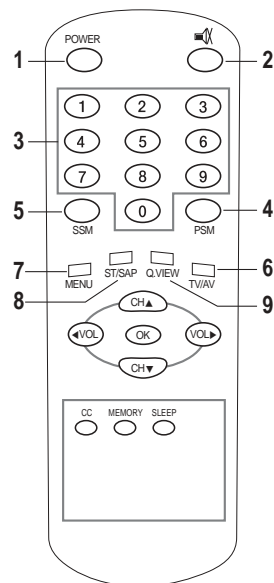 POWER
1 2
1 2 3
3
4 5 6
7 8 9
5 0 4
SSM PSM
7 6
MENU ST/SAP Q.VIEW TV/AV
8 9
CH▲
◀VOL OK VOL▶
CH▼
CC MEMORY SLEEP